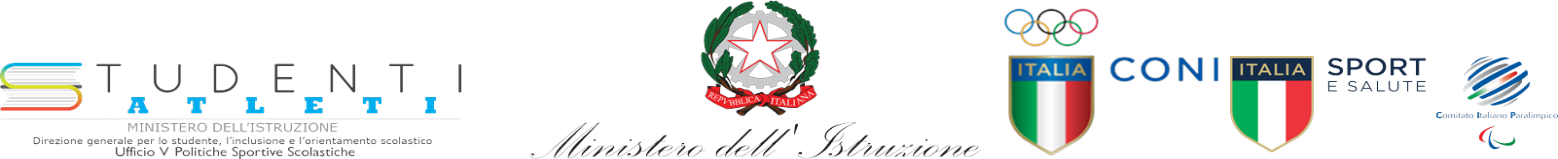 STUDENTI
ATLETI
MINISTERO DELL'ISTRUZIONE
Direzione generale per lo studente, l'inclusione e l'orientamento scolastico
Ufficio V Politiche Sportive Scolastiche
REPVBBLICA ITALIANA
Ministero dell' Istruzione
ITALIA
CONI
ITALIA
SPORT
E SALUTE
Comitato Italiano Paralimpico